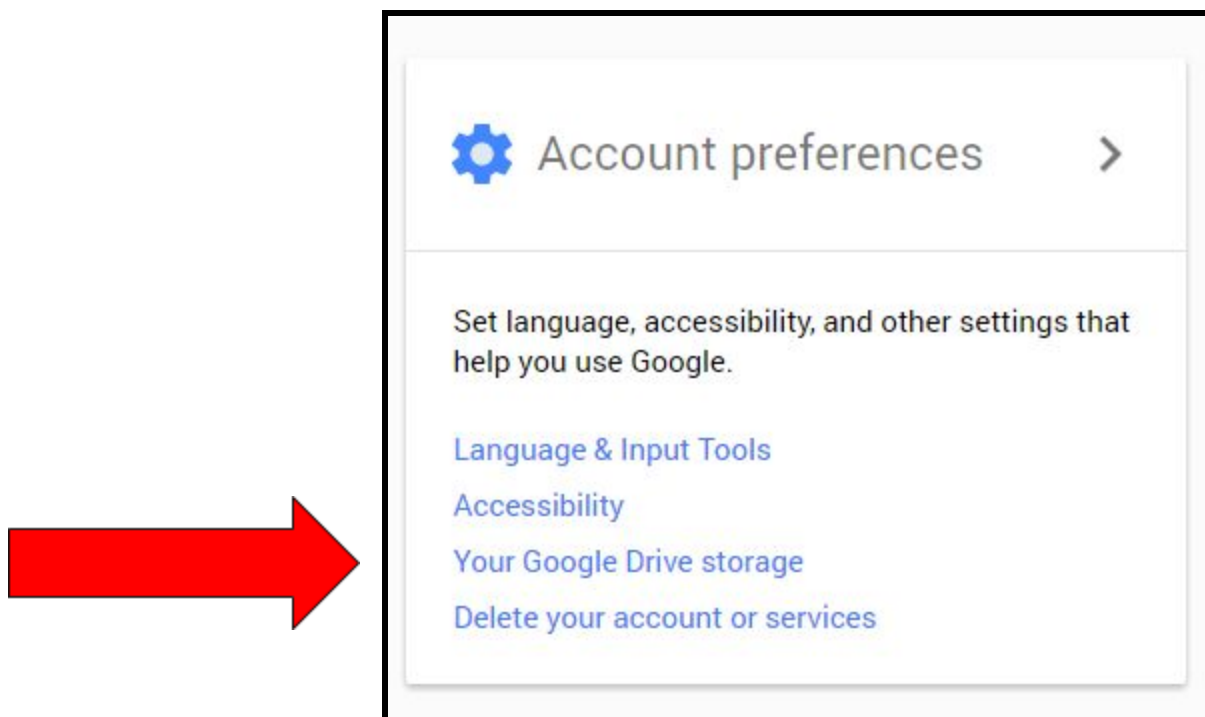 Account preferences
Set language, accessibility, and other settings that
help you use Google.
Language & Input Tools
Accessibility
Your Google Drive storage
Delete your account or services